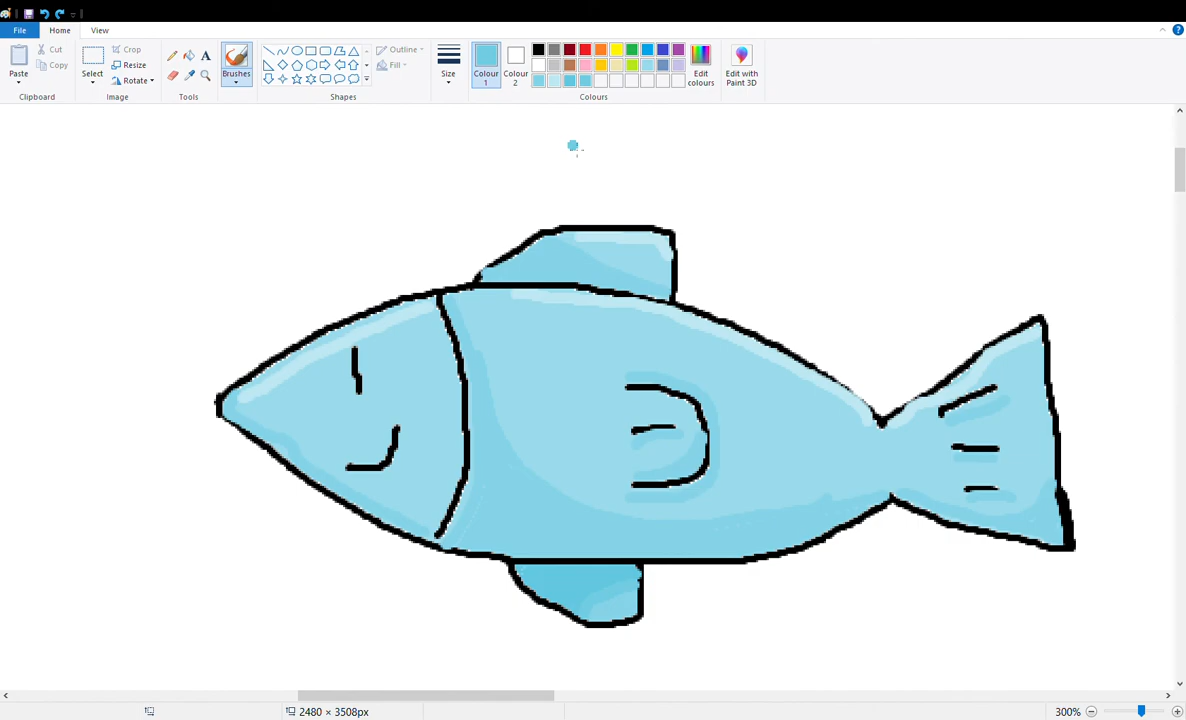 File Home View
Paste Cut Copy
Clipboard
Select Crop Resize Rotate
Image
A
Tools
Brushes
Shapes
Outline
Fill
Size
Colour 1
Colour 2
Edit colours
Colours
Edit with Paint 3D
2480 × 3508px
300%